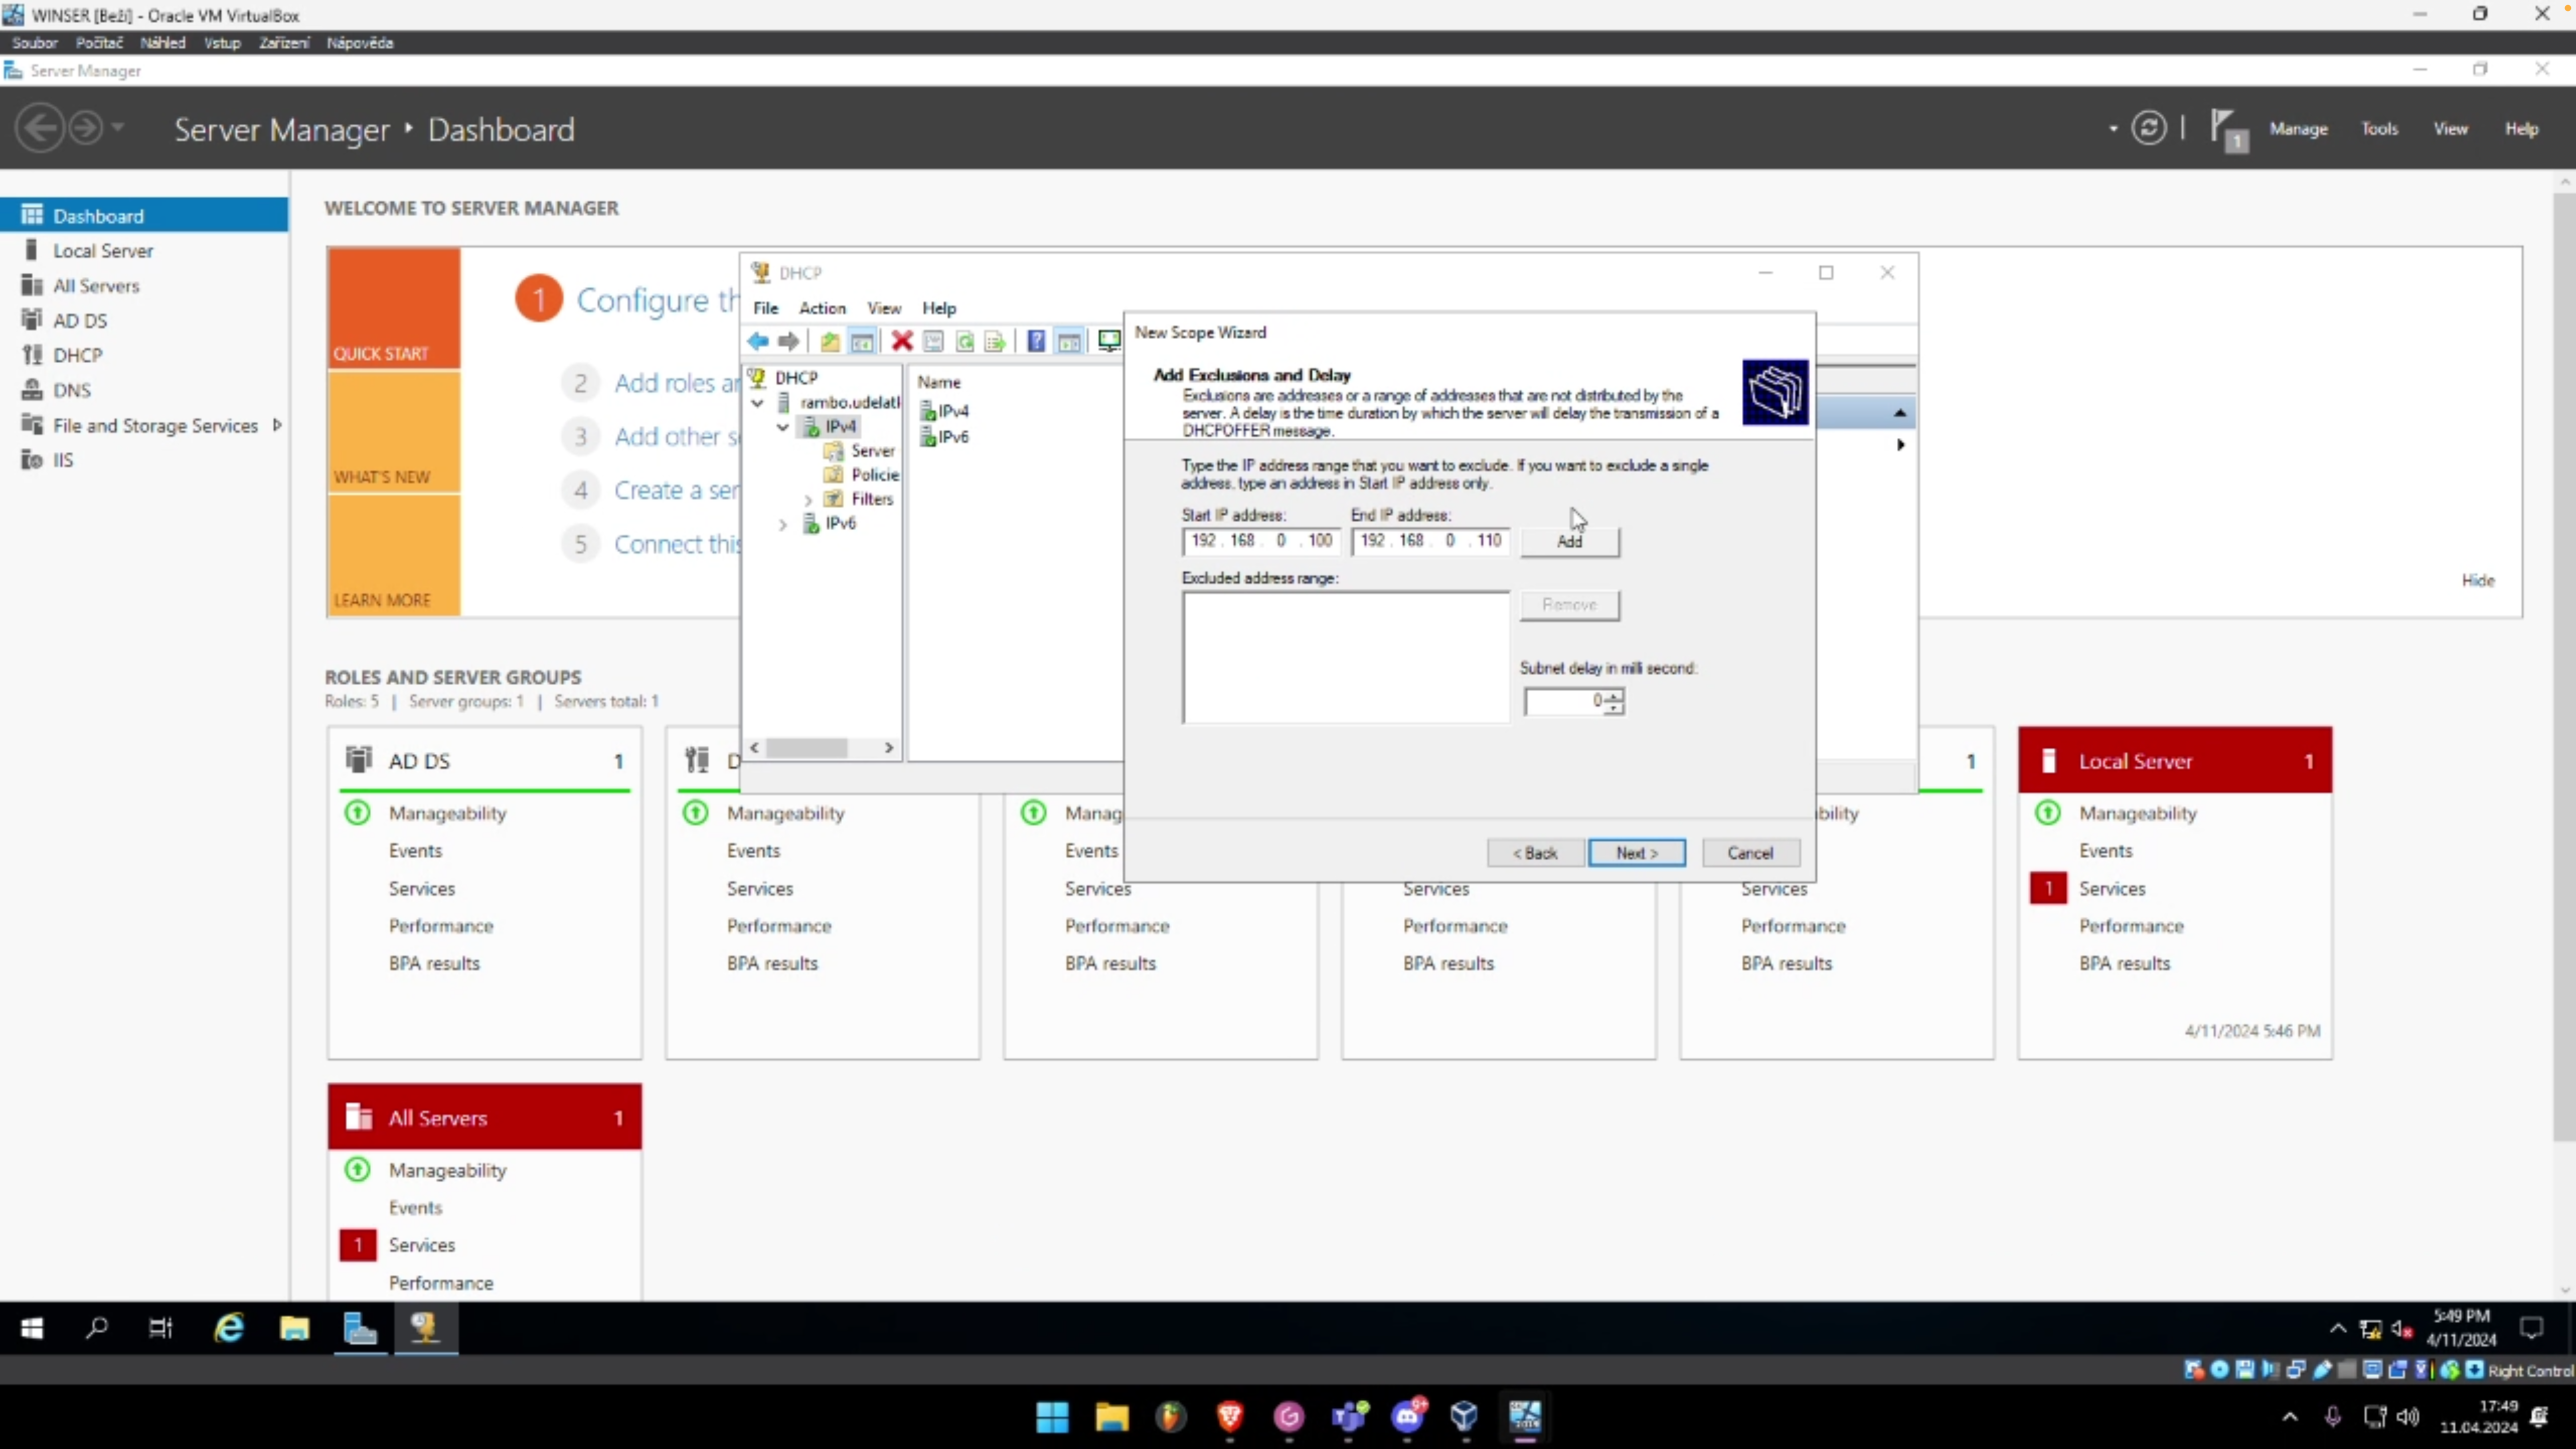 WINSER [Beží] - Oracle VM VirtualBox
Soubor Počítač Náhled Vstup Zařízení Nápověda
Server Manager
Server Manager ‣ Dashboard
1
Manage
Tools
View
Help
Dashboard
Local Server
All Servers
AD DS
DHCP
DNS
File and Storage Services
IIS
WELCOME TO SERVER MANAGER
QUICK START
WHAT'S NEW
LEARN MORE
1 Configure th
2 Add roles
3 Add other s
4 Create a ser
5 Connect this
Hide
DHCP
File Action View Help
DHCP
rambo.udelat
IPv4
Server
Policie
Filters
IPv6
Name
IPv4
IPv6
New Scope Wizard
Add Exclusions and Delay
Exclusions are addresses or a range of addresses that are not distributed by the
server. A delay is the time duration by which the server will delay the transmission of a
DHCPOFFER message.
Type the IP address range that you want to exclude. If you want to exclude a single
address, type an address in Start IP address only.
Start IP address:
End IP address:
192 . 168 . 0 . 100
192 . 168 . 0 . 110
Add
Excluded address range:
Remove
Subnet delay in milli second:
0
< Back
Next >
Cancel
ROLES AND SERVER GROUPS
Roles: 5 | Server groups: 1 | Servers total: 1
AD DS 1
Manageability
Events
Services
Performance
BPA results
D
Manageability
Events
Services
Performance
BPA results
Manag
Events
Services
Performance
BPA results
Services
Performance
BPA results
1
bility
Services
Performance
BPA results
Local Server 1
Manageability
Events
1 Services
Performance
BPA results
4/11/2024 5:46 PM
All Servers 1
Manageability
Events
1 Services
Performance
5:49 PM
4/11/2024
Right Control
9+
17:49
11.04.2024